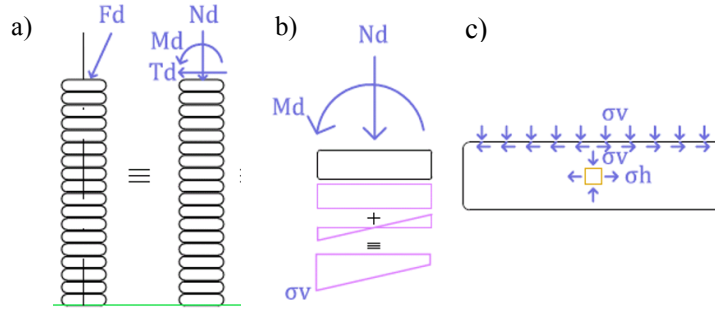 a)
Fd
Nd
Md
Td
≡
b)
Nd
Md
+
≡
σv
c)
σv
σv
σh